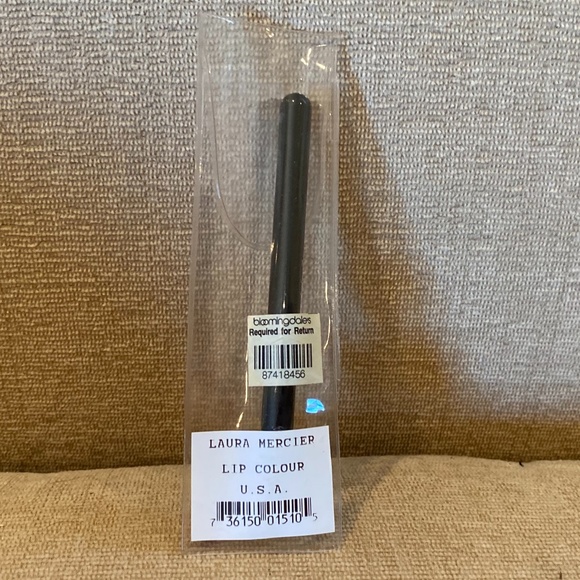 bloomingdales
Required for Return
87418456
LAURA MERCIER
LIP COLOUR
U.S.A.
7 36150 01510 5